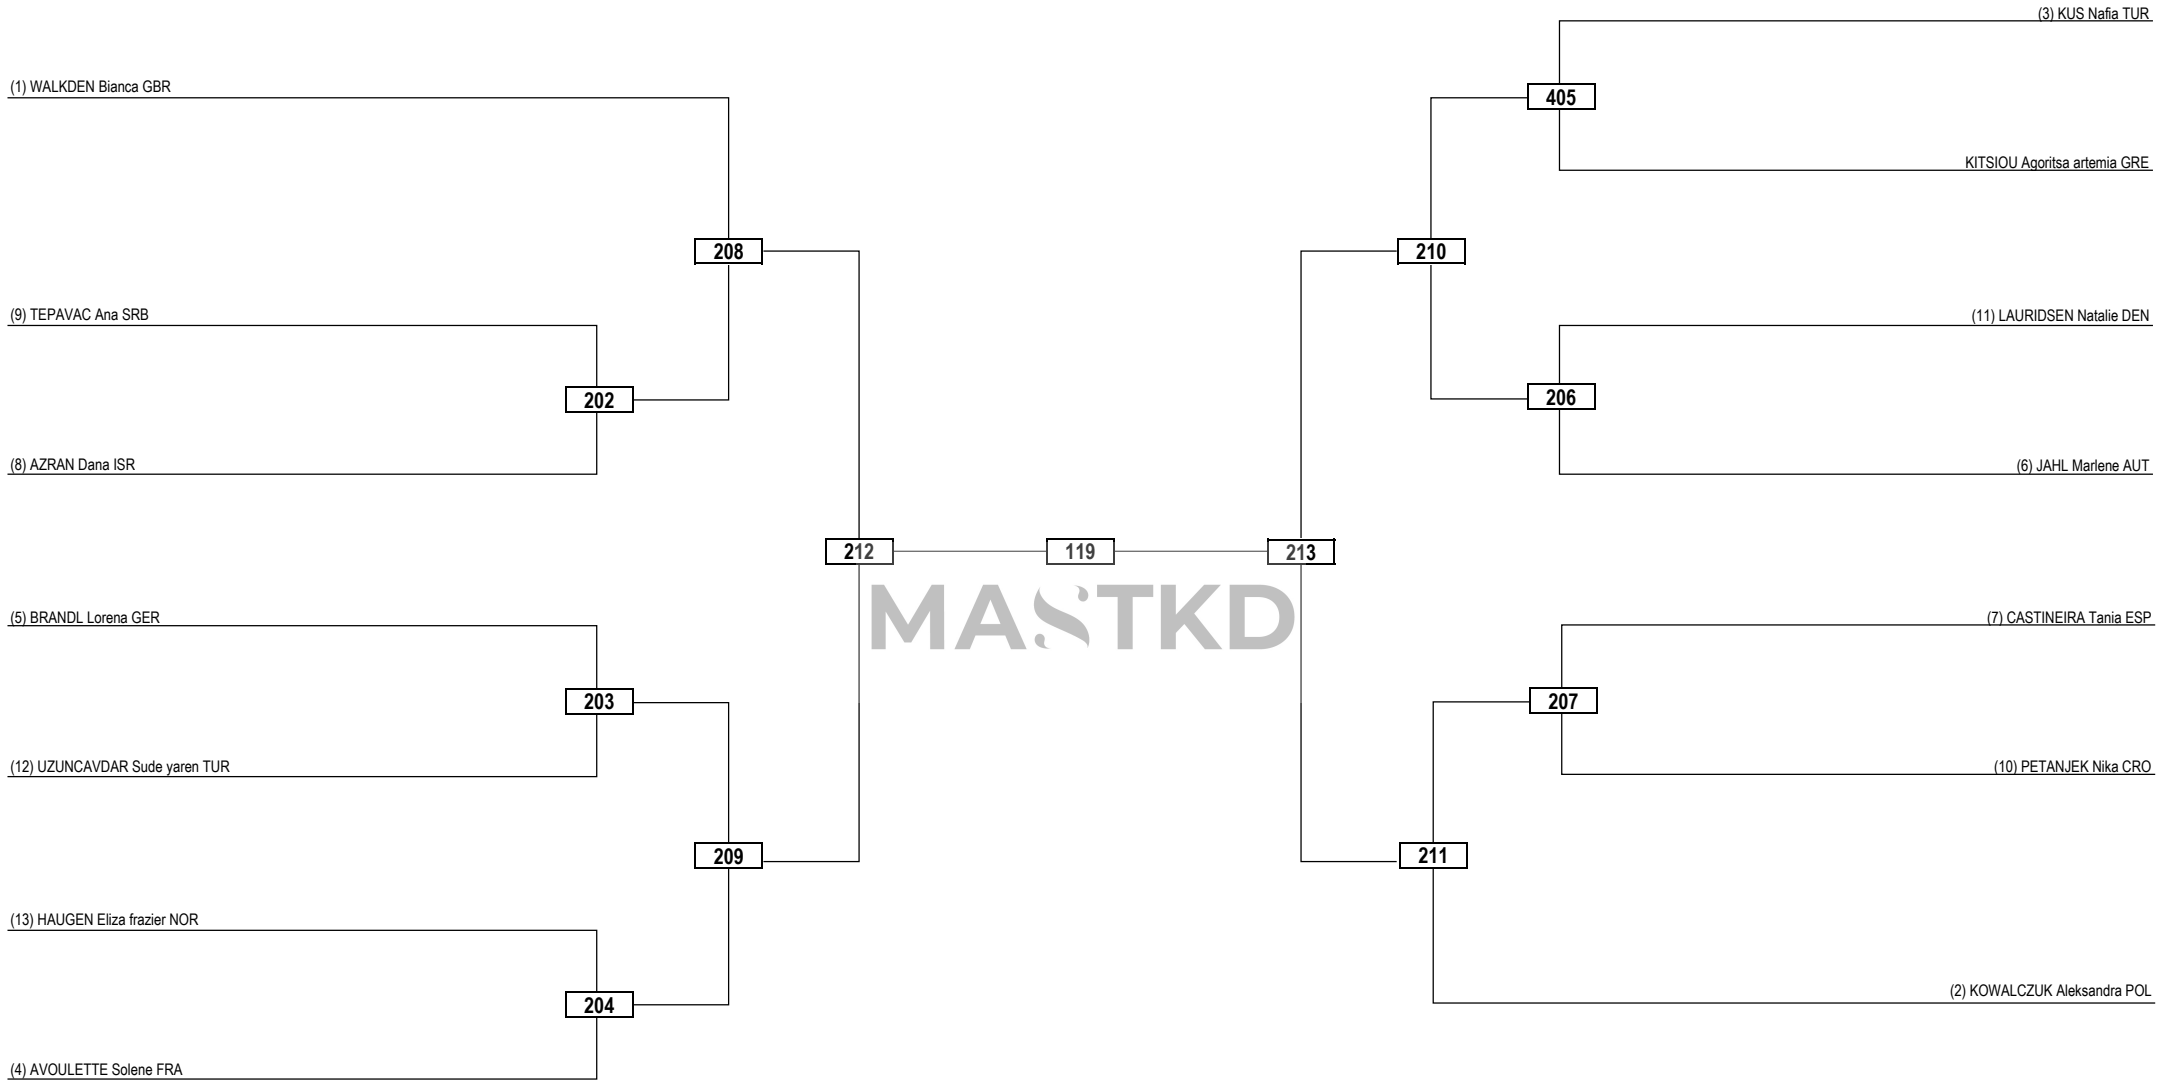 (3) KUS Nafia TUR
(1) WALKDEN Bianca GBR
405
KITSIOU Agoritsa artemia GRE
208
210
(9) TEPAVAC Ana SRB
(11) LAURIDSEN Natalie DEN
202
206
(8) AZRAN Dana ISR
(6) JAHL Marlene AUT
212
119
213
MASTKD
(5) BRANDL Lorena GER
(7) CASTINEIRA Tania ESP
203
207
(12) UZUNCAVDAR Sude yaren TUR
(10) PETANJEK Nika CRO
209
211
(13) HAUGEN Eliza frazier NOR
(2) KOWALCZUK Aleksandra POL
204
(4) AVOULETTE Solene FRA